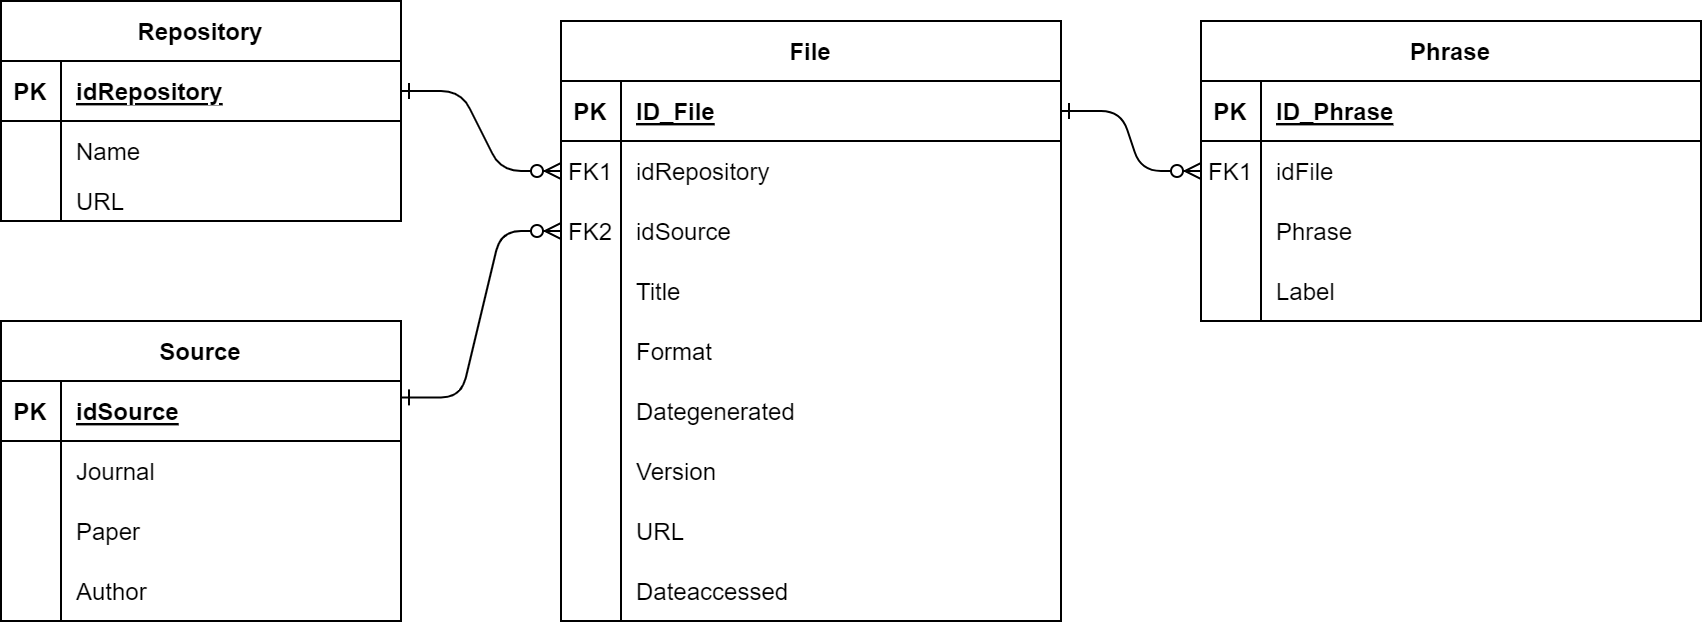 Repository
PK idRepository
Name
URL
Source
PK idSource
Journal
Paper
Author
File
PK ID_File
FK1 idRepository
FK2 idSource
Title
Format
Dategenerated
Version
URL
Dateaccessed
Phrase
PK ID_Phrase
FK1 idFile
Phrase
Label